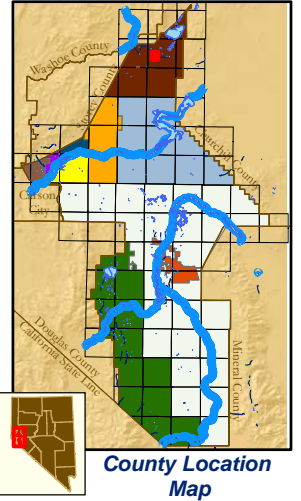 Washoe County
Storey County
Churchill County
Carson
City
Douglas County
California State Line
Mineral County
County Location
Map